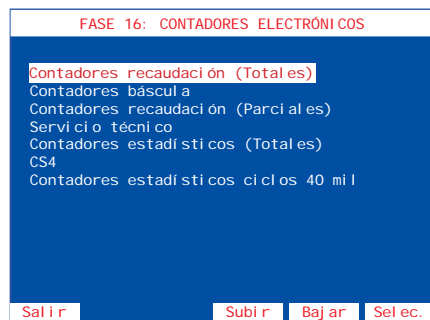 FASE 16: CONTADORES ELECTRÓNICOS
Contadores recaudación (Totales)
Contadores báscula
Contadores recaudación (Parciales)
Servicio técnico
Contadores estadísticos (Totales)
CS4
Contadores estadísticos ciclos 40 mil
Salir Subir Bajar Selec.